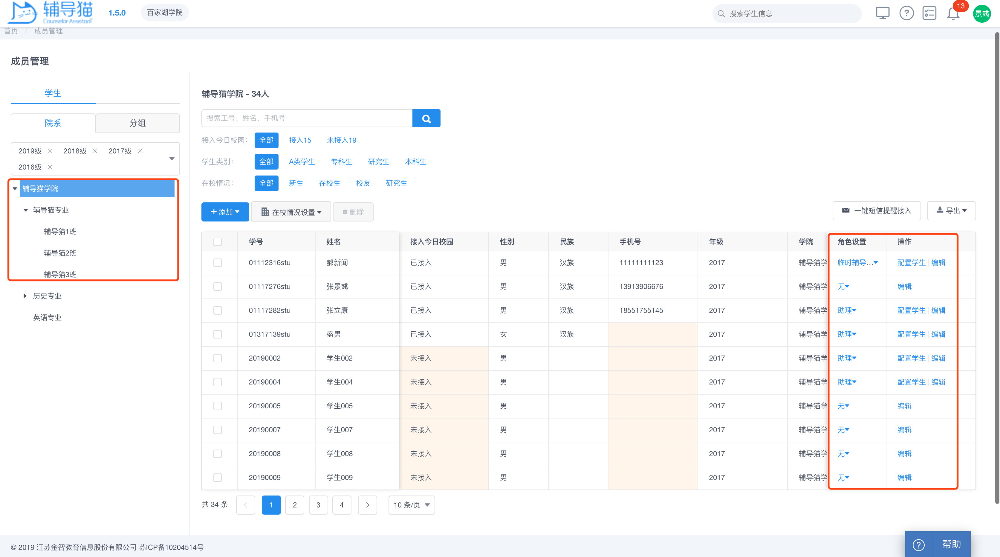 辅导猫
Counselor AssistanT
1.5.0
百家湖学院
搜索学生信息
13
景彧
首页 / 成员管理
成员管理
学生
院系
分组
2019级 × 2018级 × 2017级 ×
2016级 ×
辅导猫学院
辅导猫专业
辅导猫1班
辅导猫2班
辅导猫3班
历史专业
英语专业
辅导猫学院 - 34人
搜索工号、姓名、手机号
接入今日校园: 全部 接入15 未接入19
学生类别: 全部 A类学生 专科生 研究生 本科生
在校情况: 全部 新生 在校生 校友 研究生
+ 添加 在校情况设置 删除 一键短信提醒接入 导出
学号 姓名 接入今日校园 性别 民族 手机号 年级 学院 角色设置 操作
01112316stu 郝新闻 已接入 男 汉族 11111111123 2017 辅导猫学 临时辅导... 配置学生 | 编辑
01117276stu 张景彧 已接入 男 汉族 13913906676 2017 辅导猫学 无 编辑
01117282stu 张立康 已接入 男 汉族 18551755145 2017 辅导猫学 助理 配置学生 | 编辑
01317139stu 盛男 已接入 女 汉族 2017 辅导猫学 助理 配置学生 | 编辑
20190002 学生002 未接入 男 2017 辅导猫学 助理 配置学生 | 编辑
20190004 学生004 未接入 男 2017 辅导猫学 助理 配置学生 | 编辑
20190005 学生005 未接入 男 2017 辅导猫学 无 编辑
20190007 学生007 未接入 男 2017 辅导猫学 无 编辑
20190008 学生008 未接入 男 2017 辅导猫学 无 编辑
20190009 学生009 未接入 男 2017 辅导猫学 无 编辑
共 34 条 < 1 2 3 4 > 10 条/页
© 2019 江苏金智教育信息股份有限公司 苏ICP备10204514号
? 帮助